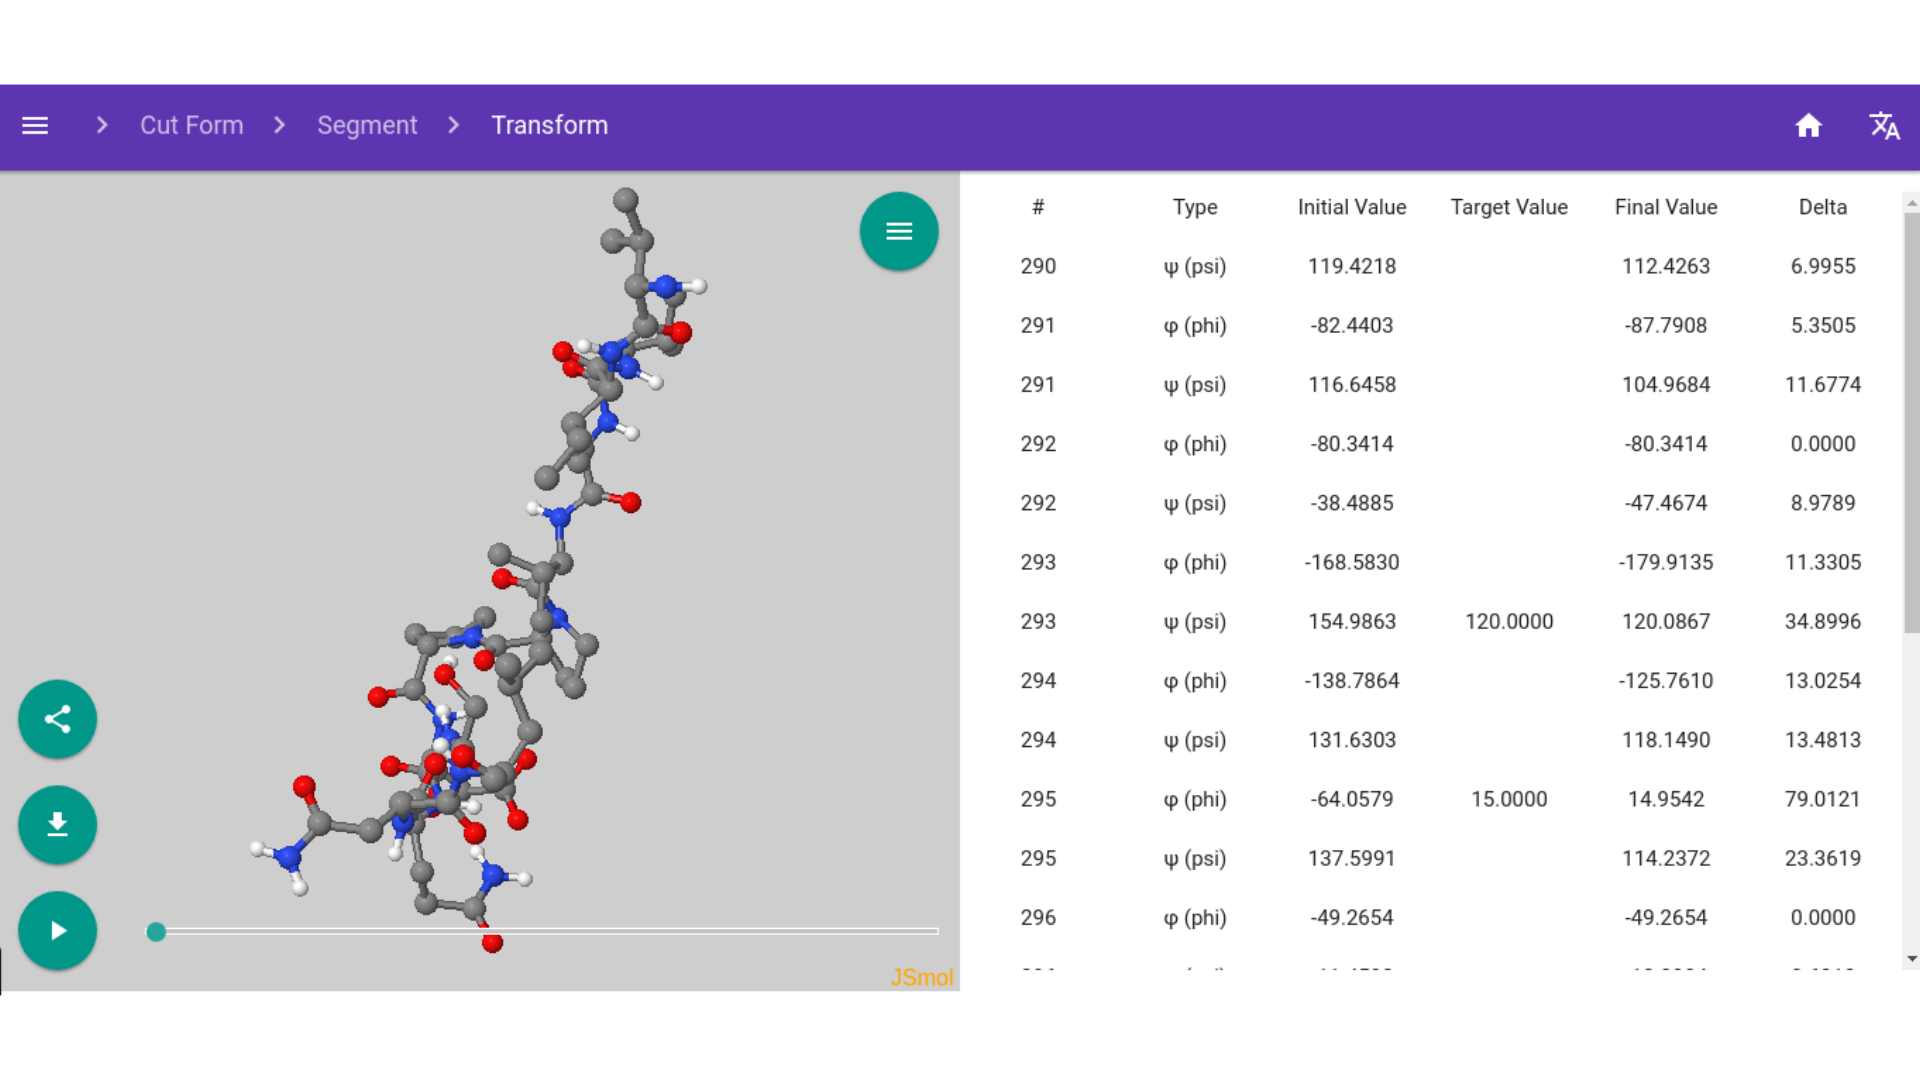 Cut Form Segment Transform
# Type Initial Value Target Value Final Value Delta
290 ψ (psi) 119.4218 112.4263 6.9955
291 φ (phi) -82.4403 -87.7908 5.3505
291 ψ (psi) 116.6458 104.9684 11.6774
292 φ (phi) -80.3414 -80.3414 0.0000
292 ψ (psi) -38.4885 -47.4674 8.9789
293 φ (phi) -168.5830 -179.9135 11.3305
293 ψ (psi) 154.9863 120.0000 120.0867 34.8996
294 φ (phi) -138.7864 -125.7610 13.0254
294 ψ (psi) 131.6303 118.1490 13.4813
295 φ (phi) -64.0579 15.0000 14.9542 79.0121
295 ψ (psi) 137.5991 114.2372 23.3619
296 φ (phi) -49.2654 -49.2654 0.0000
JSmol